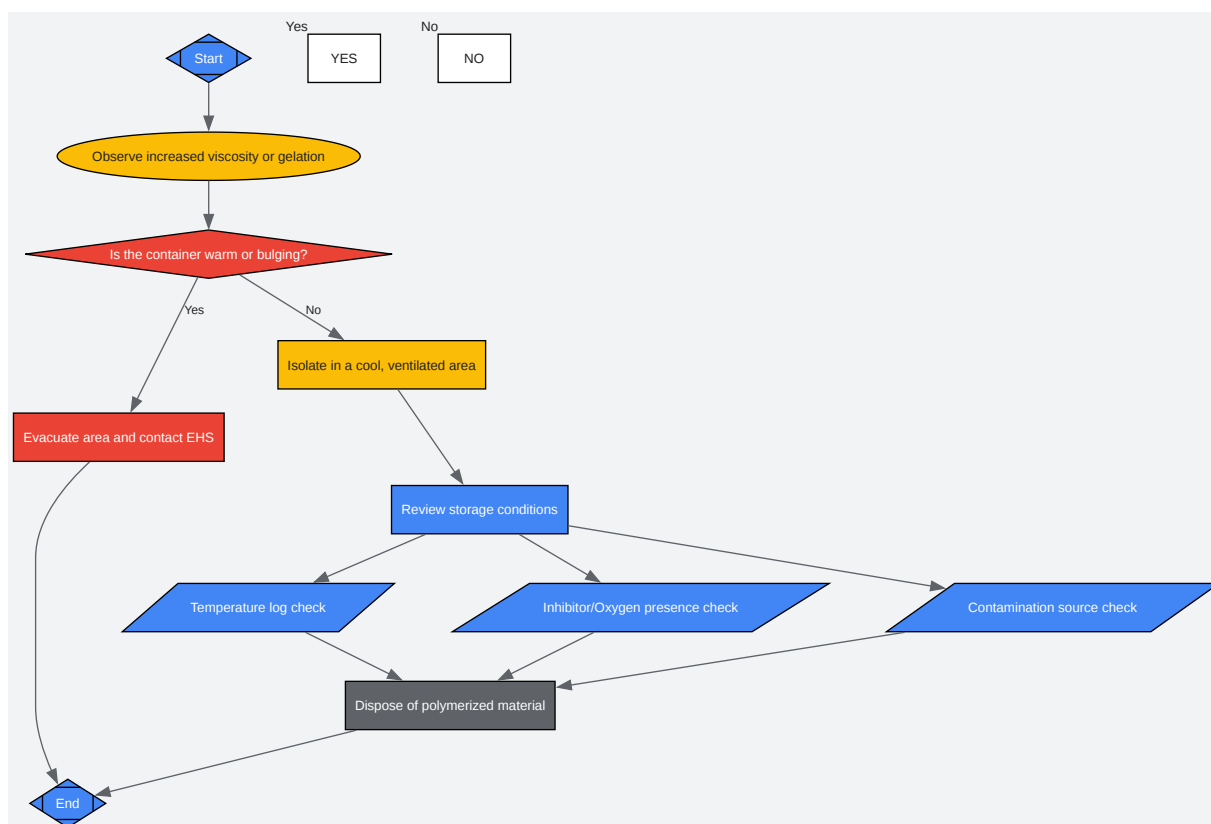 Yes
No
Start
YES
NO
Observe increased viscosity or gelation
Is the container warm or bulging?
Yes
No
Isolate in a cool, ventilated area
Evacuate area and contact EHS
Review storage conditions
Temperature log check
Inhibitor/Oxygen presence check
Contamination source check
Dispose of polymerized material
End